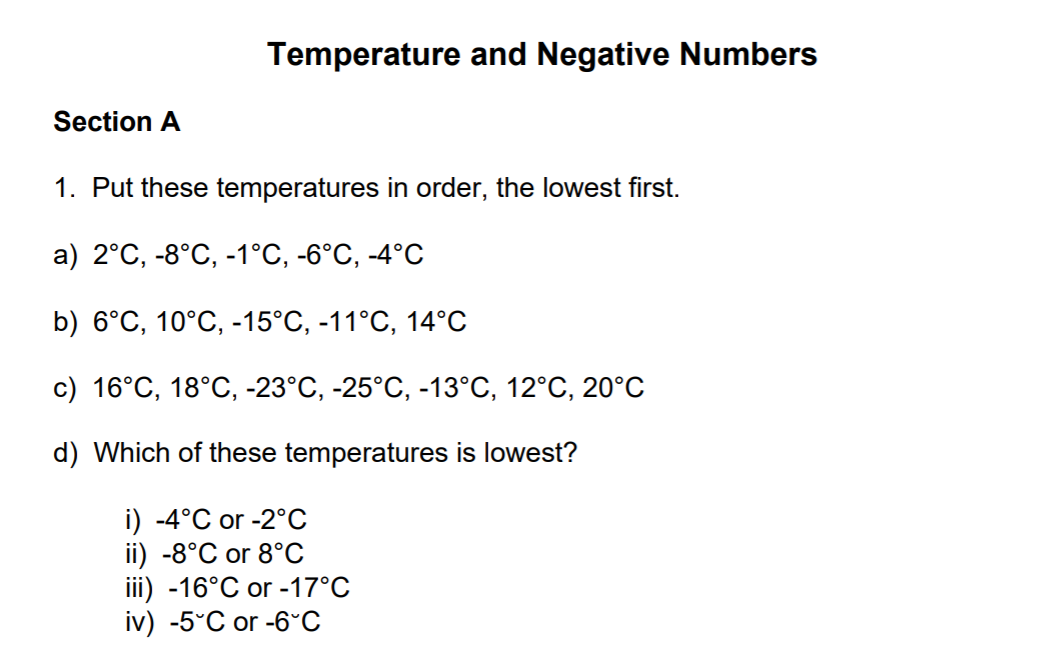 Temperature and Negative Numbers
Section A
1. Put these temperatures in order, the lowest first.
a) 2°C, -8°C, -1°C, -6°C, -4°C
b) 6°C, 10°C, -15°C, -11°C, 14°C
c) 16°C, 18°C, -23°C, -25°C, -13°C, 12°C, 20°C
d) Which of these temperatures is lowest?
i) -4°C or -2°C
ii) -8°C or 8°C
iii) -16°C or -17°C
iv) -5˘C or -6˘C